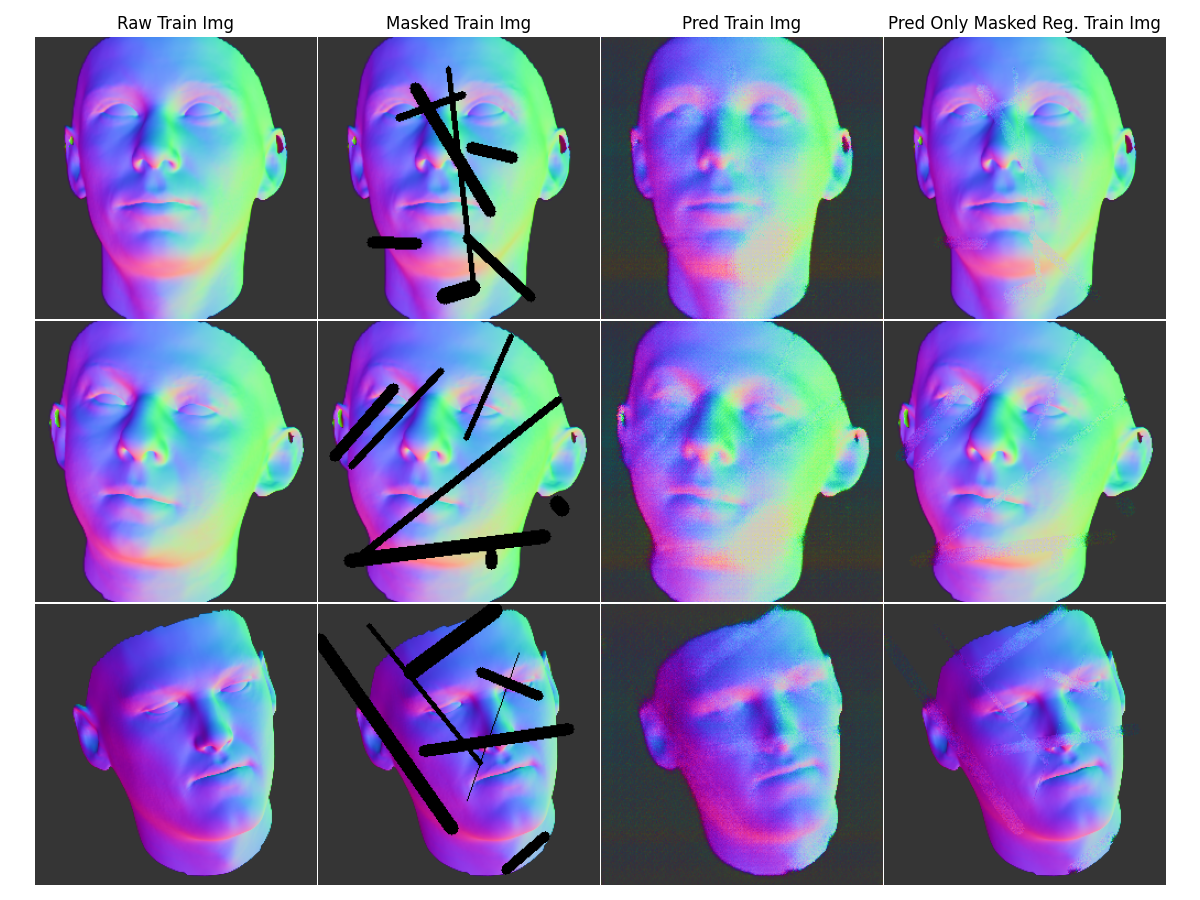 Raw Train Img
Masked Train Img
Pred Train Img
Pred Only Masked Reg. Train Img